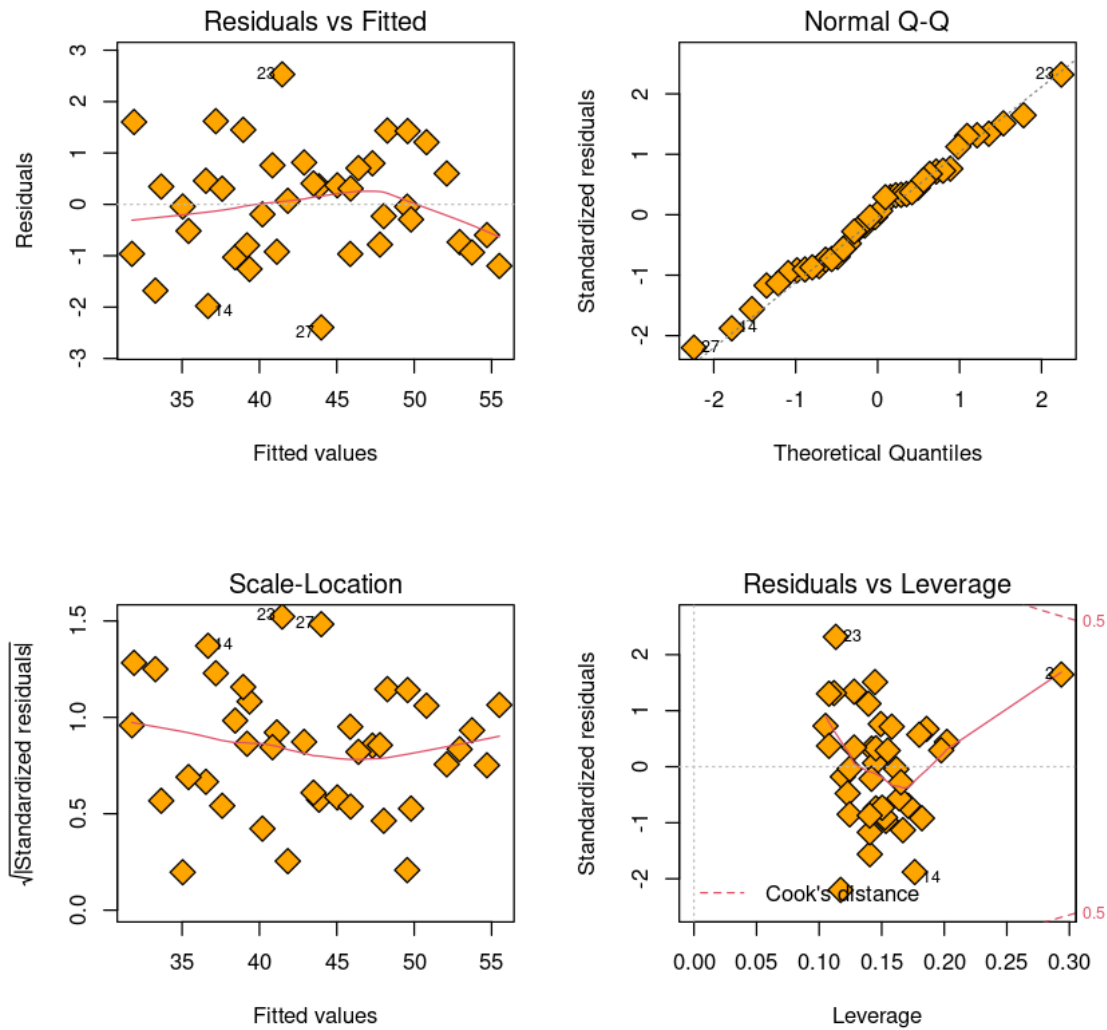 Residuals vs Fitted
Residuals
3
2
1
0
-1
-2
-3
23
14
27
35 40 45 50 55
Fitted values
Normal Q-Q
Standardized residuals
2
1
0
-1
-2
23
14
27
-2 -1 0 1 2
Theoretical Quantiles
Scale-Location
√|Standardized residuals|
1.5
1.0
0.5
0.0
23
27
14
35 40 45 50 55
Fitted values
Residuals vs Leverage
Standardized residuals
2
1
0
-1
-2
23
14
0.5
0.5
Cook's distance
0.00 0.05 0.10 0.15 0.20 0.25 0.30
Leverage